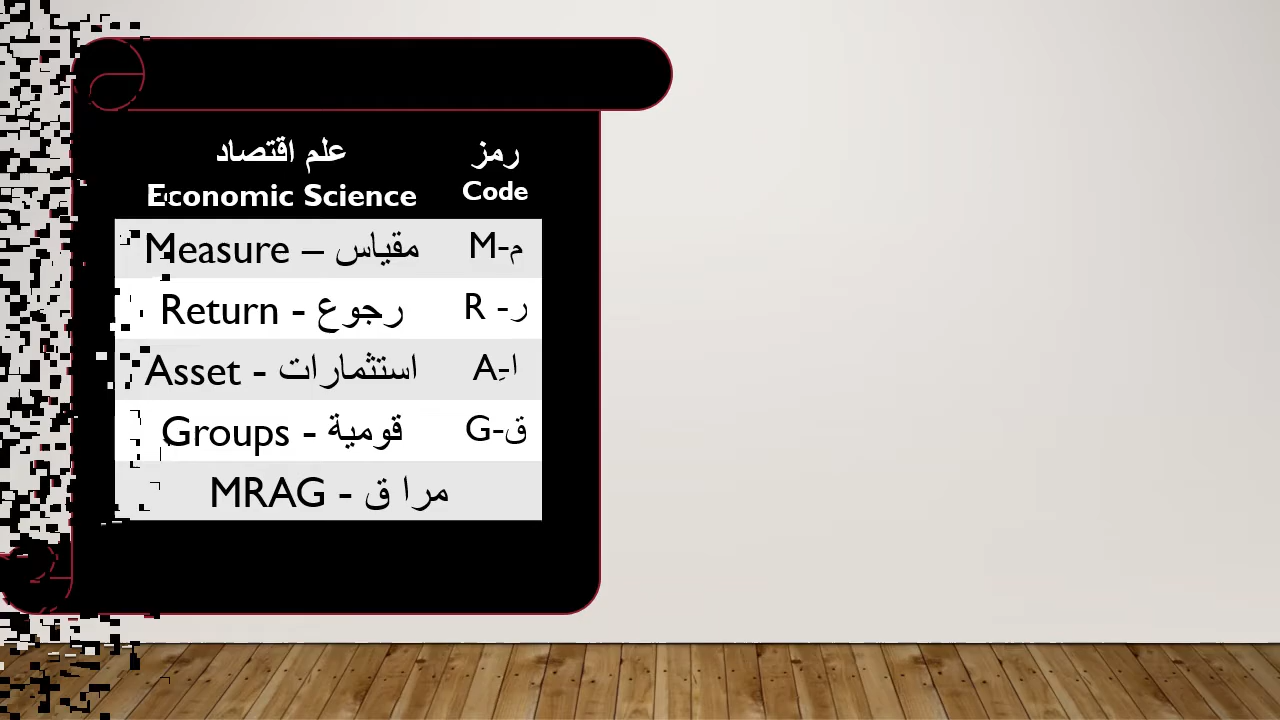 علم اقتصاد رمز
Economic Science Code
Measure – مقياس M-م
Return - رجوع R -ر
Asset - استثمارات A-ِا
Groups - قومية G-ق
MRAG - مرا ق